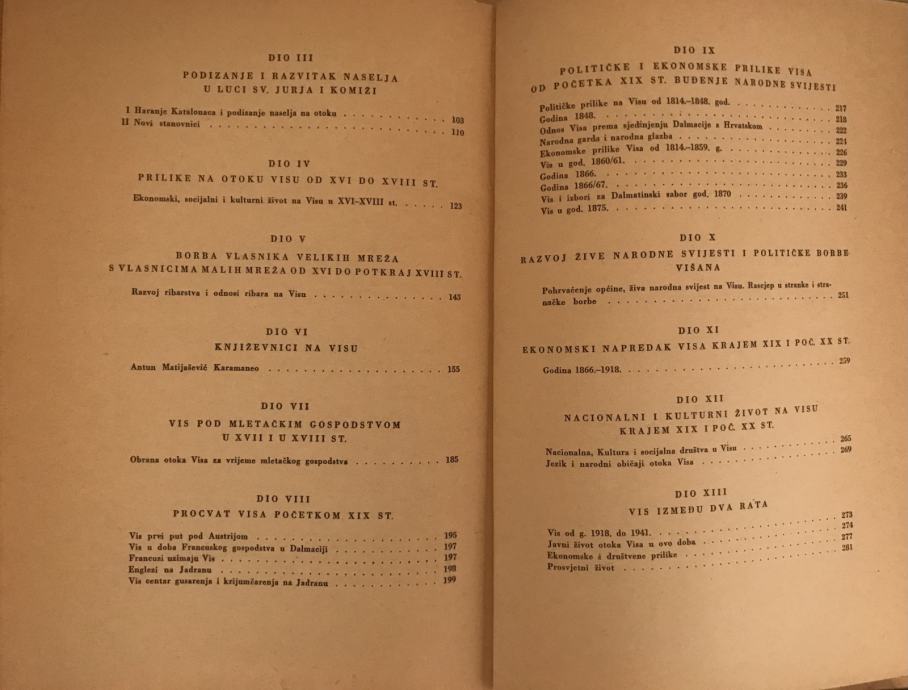 DIO III
PODIZANJE I RAZVITAK NASELJA
U LUCI SV. JURJA I KOMIŽI
I Haranje Katalonaca i podizanje naselja na otoku . . . . . . . . . . 103
II Novi stanovnici . . . . . . . . . . 110
DIO IV
PRILIKE NA OTOKU VISU OD XVI DO XVIII ST.
Ekonomski, socijalni i kulturni život na Visu u XVI–XVIII st. . . . . . . 123
DIO V
BORBA VLASNIKA VELIKIH MREŽA
S VLASNICIMA MALIH MREŽA OD XVI DO POTKRAJ XVIII ST.
Razvoj ribarstva i odnosi ribara na Visu . . . . . . . . . . 143
DIO VI
KNJIŽEVNICI NA VISU
Antun Matijašević Karamaneo . . . . . . . . . . 155
DIO VII
VIS POD MLETAČKIM GOSPODSTVOM
U XVII I U XVIII ST.
Obrana otoka Visa za vrijeme mletačkog gospodstva . . . . . . . . . . 185
DIO VIII
PROCVAT VISA POČETKOM XIX ST.
Vis prvi put pod Austrijom . . . . . . . . . . 195
Vis u doba Francuskog gospodstva u Dalmaciji . . . . . . . . . . 197
Francuzi uzimaju Vis . . . . . . . . . . 197
Englezi na Jadranu . . . . . . . . . . 198
Vis centar gusarenja i krijumčarenja na Jadranu . . . . . . . . . . 199
DIO IX
POLITIČKE I EKONOMSKE PRILIKE VISA
OD POČETKA XIX ST. BUĐENJE NARODNE SVIJESTI
Političke prilike na Visu od 1814.–1848. god. . . . . . . . . . . 217
Godina 1848. . . . . . . . . . . 218
Odnos Visa prema sjedinjenju Dalmacije s Hrvatskom . . . . . . . . . . 222
Narodna garda i narodna glazba . . . . . . . . . . 224
Ekonomske prilike Visa od 1814.–1859. g. . . . . . . . . . . 226
Vis u god. 1860/61. . . . . . . . . . . 229
Godina 1866. . . . . . . . . . . 233
Godina 1866/67. . . . . . . . . . . 236
Vis i izbori za Dalmatinski sabor god. 1870 . . . . . . . . . . 239
Vis u god. 1875. . . . . . . . . . . 241
DIO X
RAZVOJ ŽIVE NARODNE SVIJESTI I POLITIČKE BORBE
VIŠANA
Pohrvaćenje općine, živa narodna svijest na Visu. Rascjep u stranke i stra-
načke borbe . . . . . . . . . . 251
DIO XI
EKONOMSKI NAPREDAK VISA KRAJEM XIX I POČ. XX ST.
Godina 1866.–1918. . . . . . . . . . . 259
DIO XII
NACIONALNI I KULTURNI ŽIVOT NA VISU
KRAJEM XIX I POČ. XX ST.
Nacionalna, Kultura i socijalna društva u Visu . . . . . . . . . . 265
Jezik i narodni običaji otoka Visa . . . . . . . . . . 269
DIO XIII
VIS IZMEĐU DVA RATA
Vis od g. 1918. do 1941. . . . . . . . . . . 273
Javni život otoka Visa u ovo doba . . . . . . . . . . 274
Ekonomske i društvene prilike . . . . . . . . . . 277
Prosvjetni život . . . . . . . . . . 281